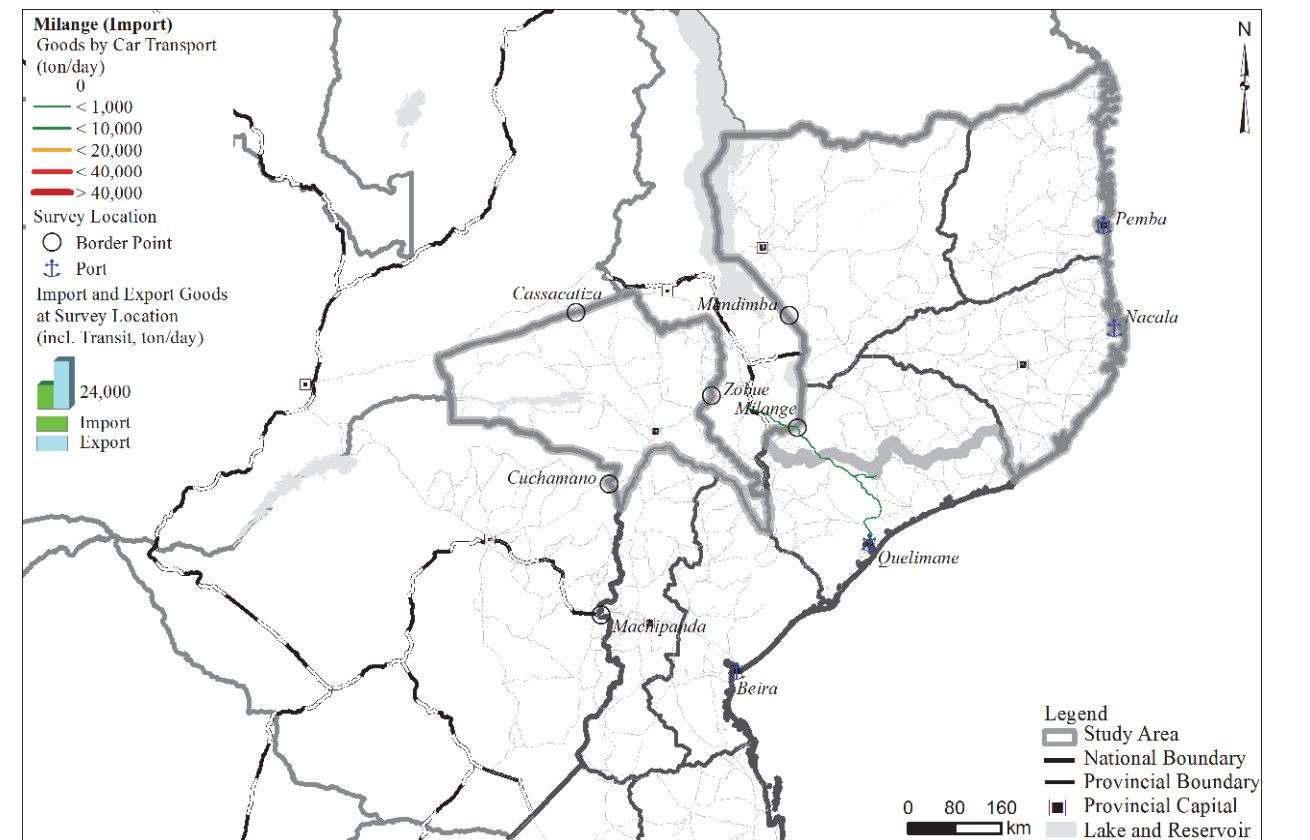 Milange (Import)
Goods by Car Transport
(ton/day)
0
< 1,000
< 10,000
< 20,000
< 40,000
> 40,000
Survey Location
Border Point
Port
Import and Export Goods
at Survey Location
(incl. Transit, ton/day)
24,000
Import
Export
N
Pemba
Cassacatiza
Mandimba
Nacala
Zobue
Milange
Cuchamano
Quelimane
Machipanda
Beira
Legend
Study Area
National Boundary
Provincial Boundary
Provincial Capital
Lake and Reservoir
0 80 160
km